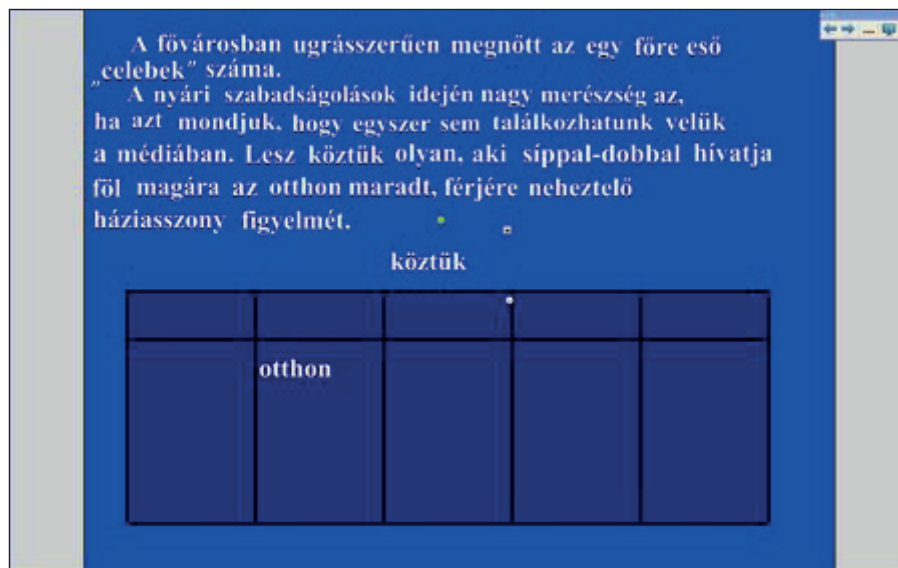 A fővárosban ugrásszerűen megnőtt az egy főre eső
„celebek” száma.
A nyári szabadságolások idején nagy merészség az,
ha azt mondjuk, hogy egyszer sem találkozhatunk velük
a médiában. Lesz köztük olyan, aki síppal-dobbal hívatja
föl magára az otthon maradt, férjére neheztelő
háziasszony figyelmét.
köztük
otthon